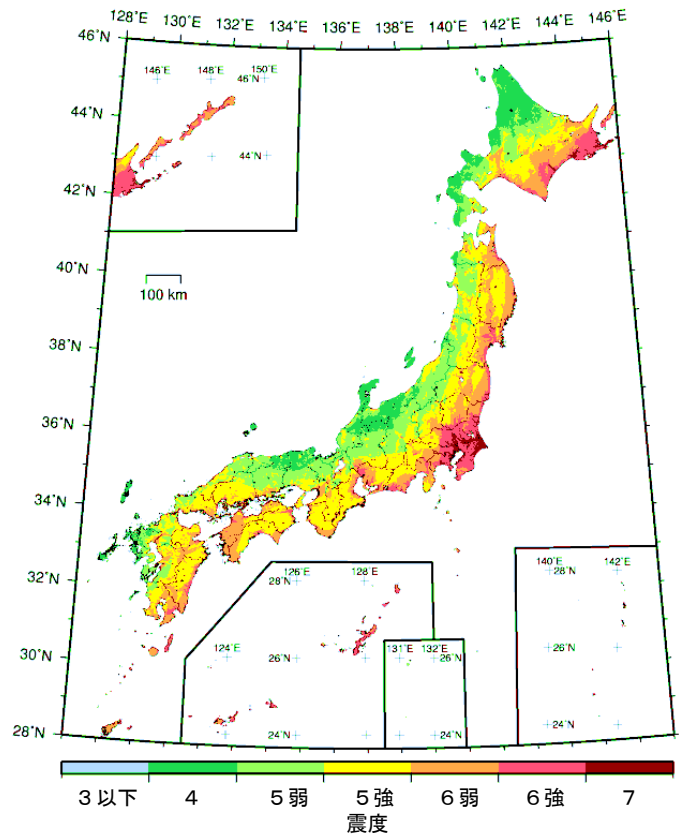 128°E 130°E 132°E 134°E 136°E 138°E 140°E 142°E 144°E 146°E
46°N
146°E 148°E 150°E
46°N
44°N
44°N
42°N
40°N
100 km
38°N
36°N
34°N
32°N
126°E 128°E
28°N
140°E 142°E
28°N
124°E
26°N
131°E 132°E
26°N
26°N
30°N
28°N
24°N
24°N
24°N
3以下 4 5弱 5強 6弱 6強 7
震度